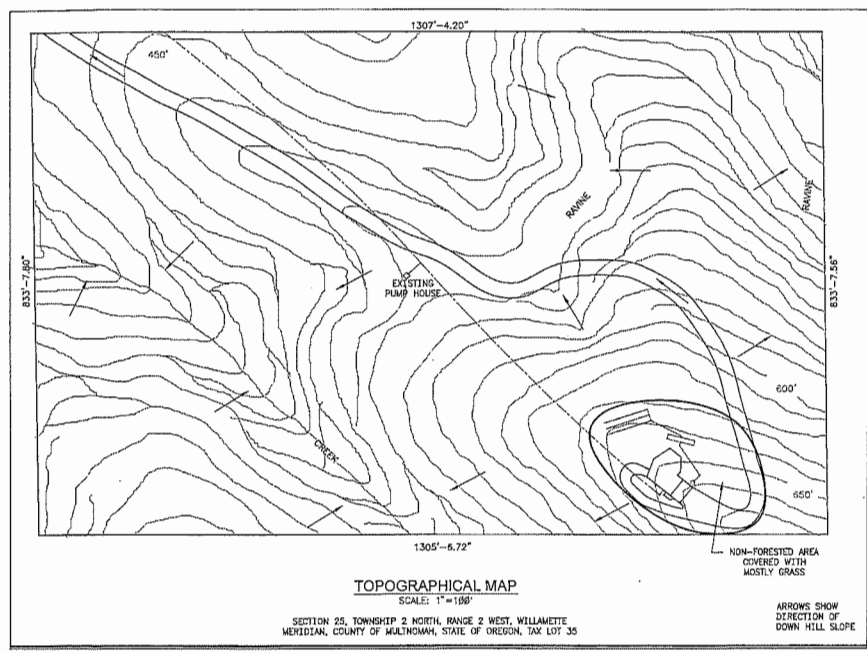 1307'-4.20"
450'
RAVINE
RAVINE
833'-7.80"
833'-7.56"
EXISTING
PUMP HOUSE
600'
CREEK
650'
1305'-6.72"
NON-FORESTED AREA
COVERED WITH
MOSTLY GRASS
TOPOGRAPHICAL MAP
SCALE: 1"=100'
SECTION 25, TOWNSHIP 2 NORTH, RANGE 2 WEST, WILLAMETTE
MERIDIAN, COUNTY OF MULTNOMAH, STATE OF OREGON, TAX LOT 35
ARROWS SHOW
DIRECTION OF
DOWN HILL SLOPE